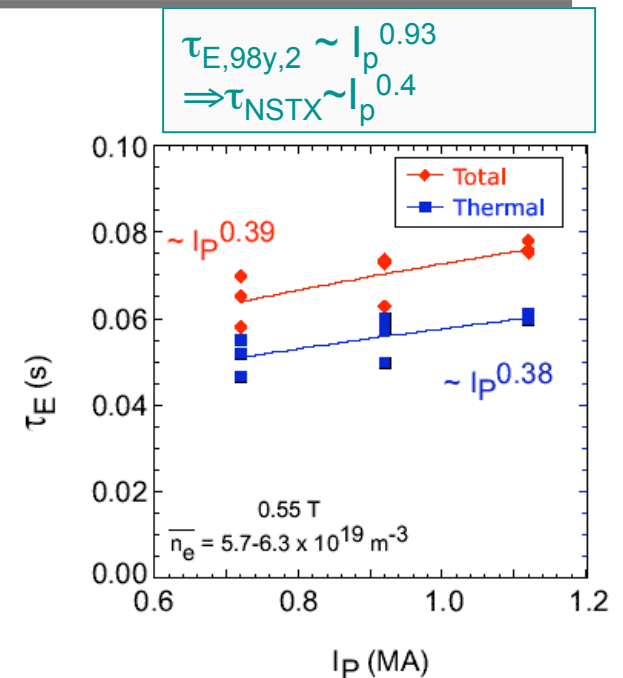 τE,98y,2 ~ Ip0.93
⇒τNSTX~Ip0.4
0.10
0.08
0.06
0.04
0.02
0.00
τE (s)
Total
Thermal
~ IP0.39
~ IP0.38
0.55 T
n̅e̅ = 5.7-6.3 x 1019 m-3
0.6 0.8 1.0 1.2
IP (MA)